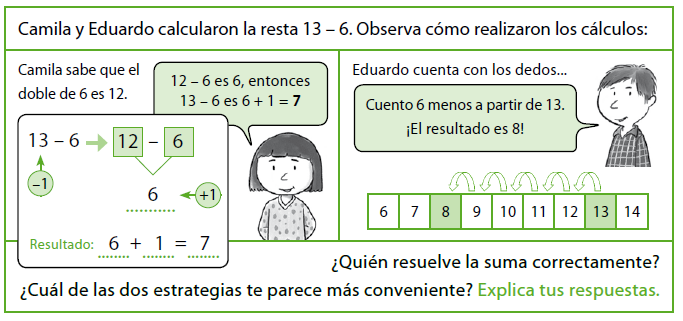 Camila y Eduardo calcularon la resta 13 – 6. Observa cómo realizaron los cálculos:
Camila sabe que el
doble de 6 es 12.
12 – 6 es 6, entonces
13 – 6 es 6 + 1 = 7
13 – 6 → 12 – 6
–1
6
+1
Resultado: 6 + 1 = 7
Eduardo cuenta con los dedos...
Cuento 6 menos a partir de 13.
¡El resultado es 8!
6 7 8 9 10 11 12 13 14
¿Quién resuelve la suma correctamente?
¿Cuál de las dos estrategias te parece más conveniente? Explica tus respuestas.